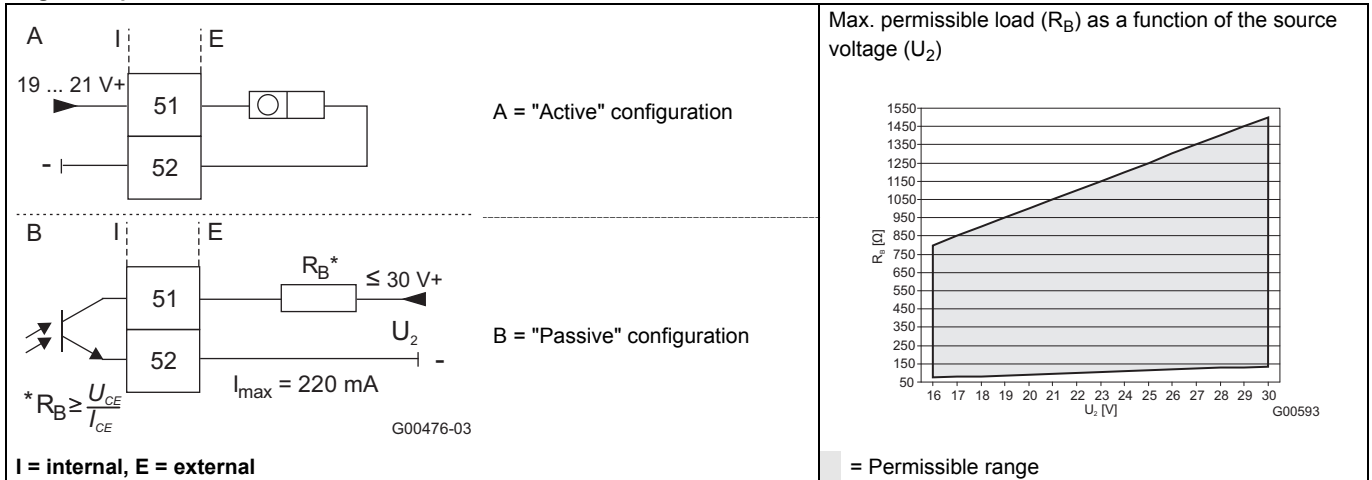 A
I
E
19 ... 21 V+
51
-
52
A = "Active" configuration
B
I
E
R_B*
≤ 30 V+
51
U₂
52
-
B = "Passive" configuration
I_max = 220 mA
*R_B ≥ U_CE / I_CE
G00476-03
I = internal, E = external
Max. permissible load (R_B) as a function of the source
voltage (U₂)
1550
1450
1350
1250
1150
1050
950
850
750
650
550
450
350
250
150
50
R_B [Ω]
16 17 18 19 20 21 22 23 24 25 26 27 28 29 30
U₂ [V]
G00593
= Permissible range